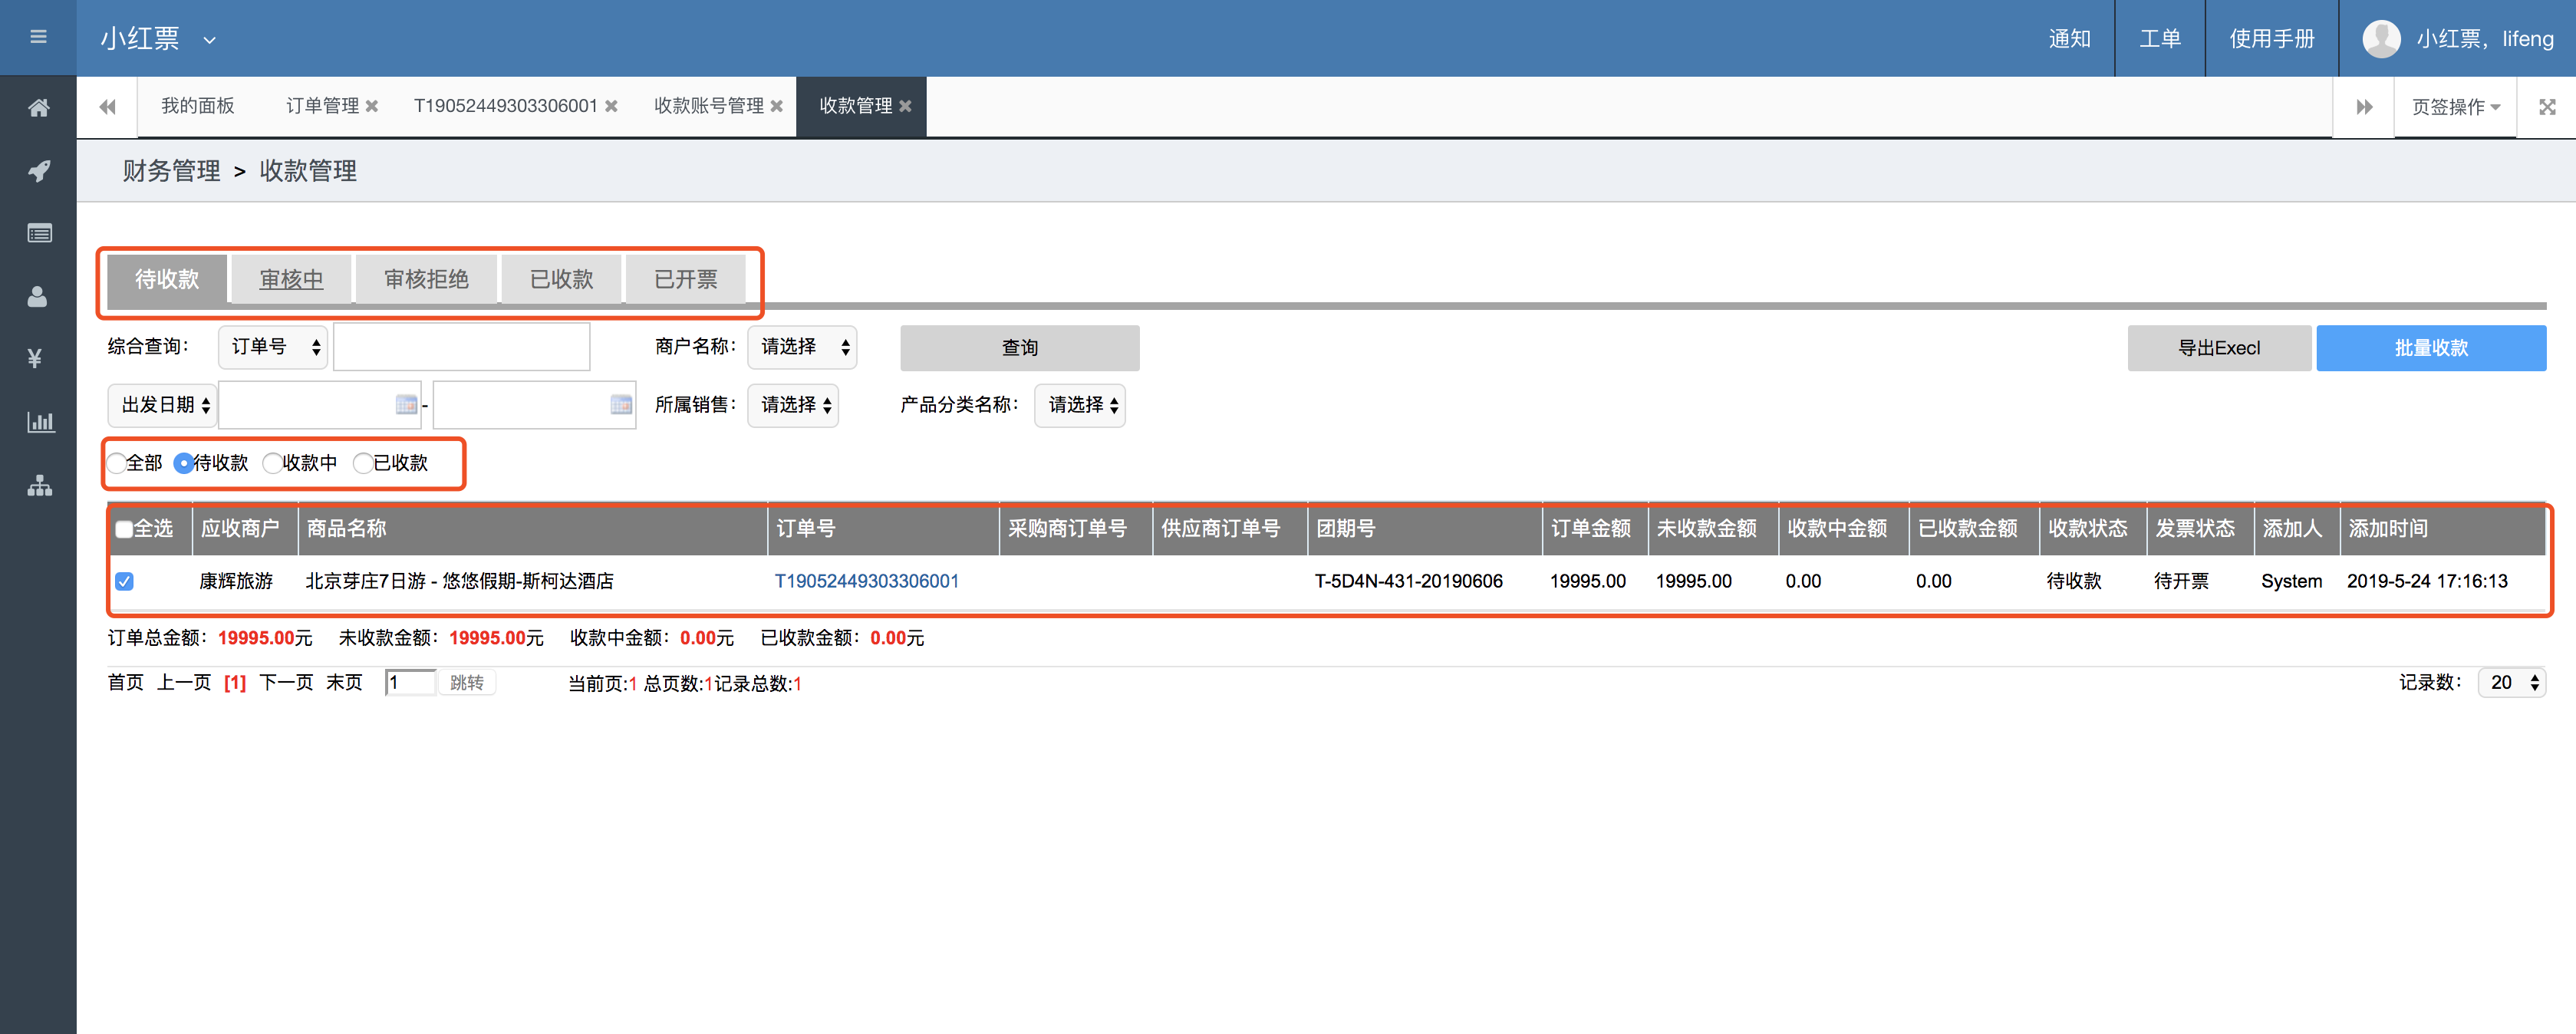 小红票 通知 工单 使用手册 小红票，lifeng
我的面板 订单管理 T19052449303306001 收款账号管理 收款管理 页签操作
财务管理 > 收款管理
待收款 审核中 审核拒绝 已收款 已开票
综合查询： 订单号 商户名称： 请选择 查询 导出Execl 批量收款
出发日期 - 所属销售： 请选择 产品分类名称： 请选择
全部 待收款 收款中 已收款
全选 应收商户 商品名称 订单号 采购商订单号 供应商订单号 团期号 订单金额 未收款金额 收款中金额 已收款金额 收款状态 发票状态 添加人 添加时间
康辉旅游 北京芽庄7日游 - 悠悠假期-斯柯达酒店 T19052449303306001 T-5D4N-431-20190606 19995.00 19995.00 0.00 0.00 待收款 待开票 System 2019-5-24 17:16:13
订单总金额：19995.00元 未收款金额：19995.00元 收款中金额：0.00元 已收款金额：0.00元
首页 上一页 [1] 下一页 末页 1 跳转 当前页:1 总页数:1记录总数:1 记录数： 20